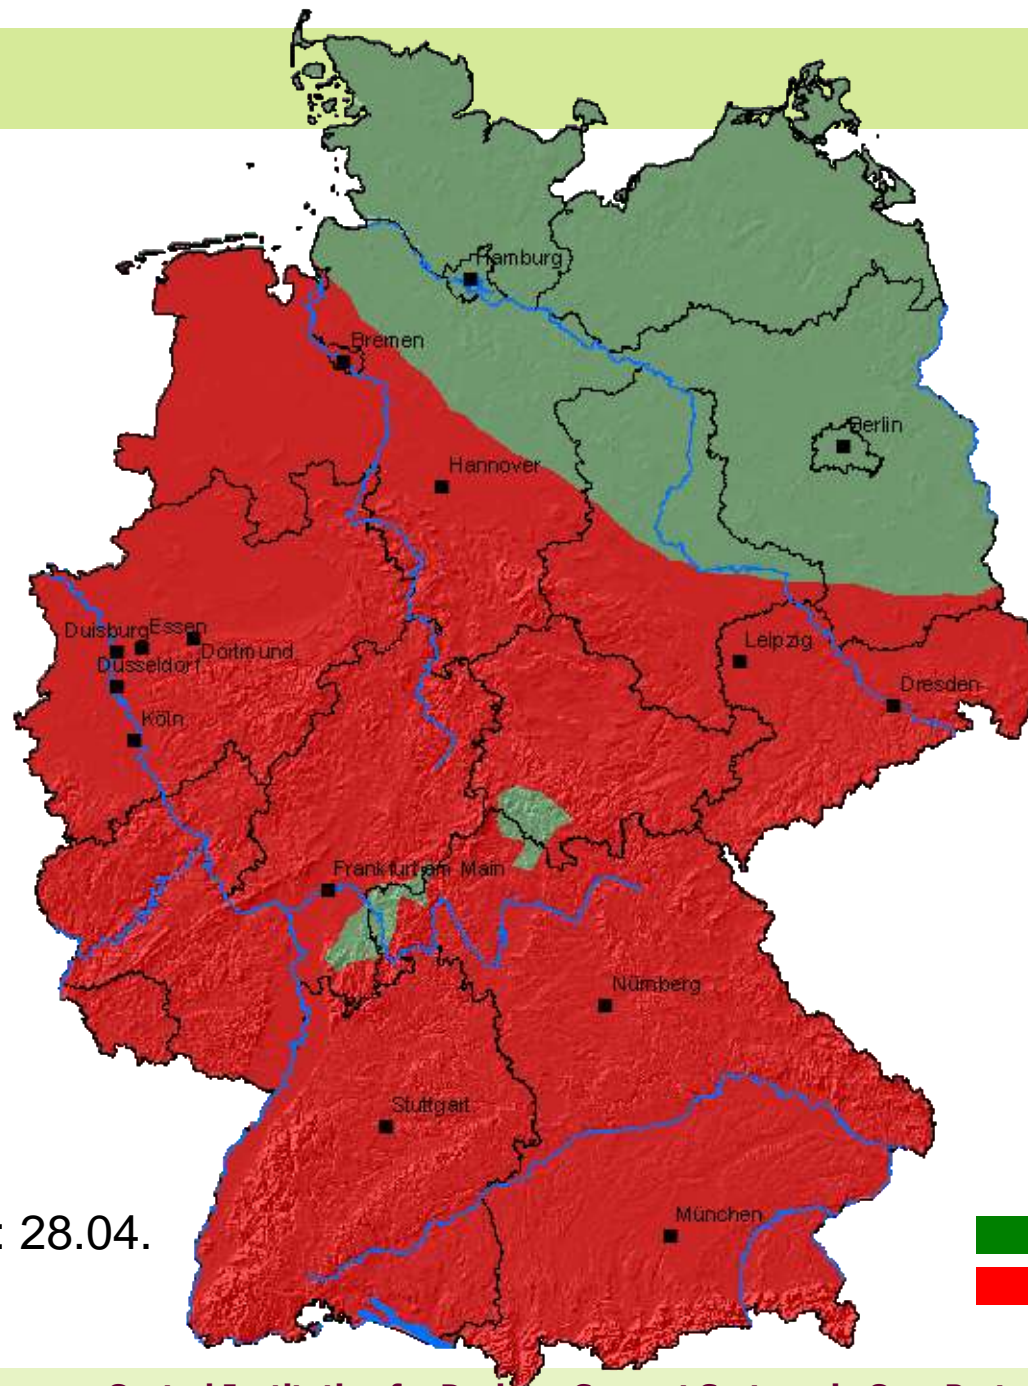 Hamburg
Bremen
Berlin
Hannover
Duisburg
Essen
Dortmund
Düsseldorf
Leipzig
Dresden
Köln
Frankfurt am Main
Nürnberg
Stuttgart
München
: 28.04.